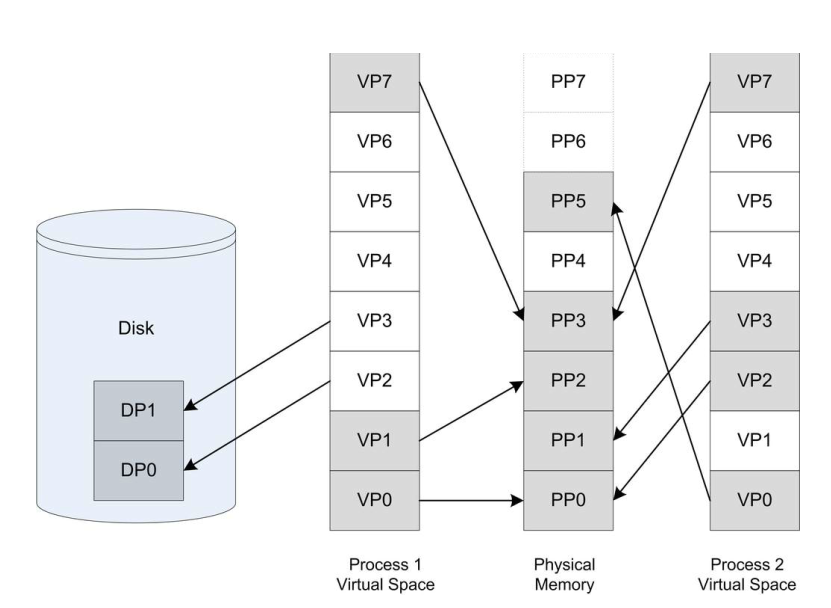 VP7
PP7
VP7
VP6
PP6
VP6
VP5
PP5
VP5
VP4
PP4
VP4
Disk
VP3
PP3
VP3
DP1
VP2
PP2
VP2
DP0
VP1
PP1
VP1
VP0
PP0
VP0
Process 1
Virtual Space
Physical
Memory
Process 2
Virtual Space